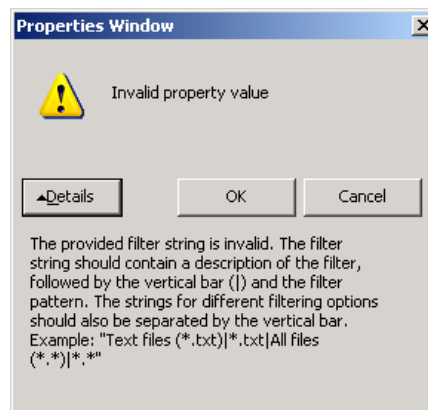 Properties Window
Invalid property value
Details
OK
Cancel
The provided filter string is invalid. The filter
string should contain a description of the filter,
followed by the vertical bar (|) and the filter
pattern. The strings for different filtering options
should also be separated by the vertical bar.
Example: "Text files (*.txt)|*.txt|All files
(*.*)|*.*"